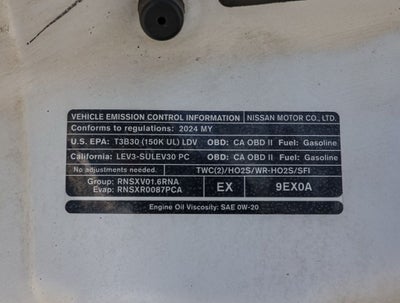 VEHICLE EMISSION CONTROL INFORMATION NISSAN MOTOR CO., LTD.
Conforms to regulations: 2024 MY
U.S. EPA: T3B30 (150K UL) LDV OBD: CA OBD II Fuel: Gasoline
California: LEV3-SULEV30 PC OBD: CA OBD II Fuel: Gasoline
No adjustments needed. TWC(2)/HO2S/WR-HO2S/SFI
Group: RNSXV01.6RNA
Evap: RNSXR0087PCA
EX 9EX0A
Engine Oil Viscosity: SAE 0W-20